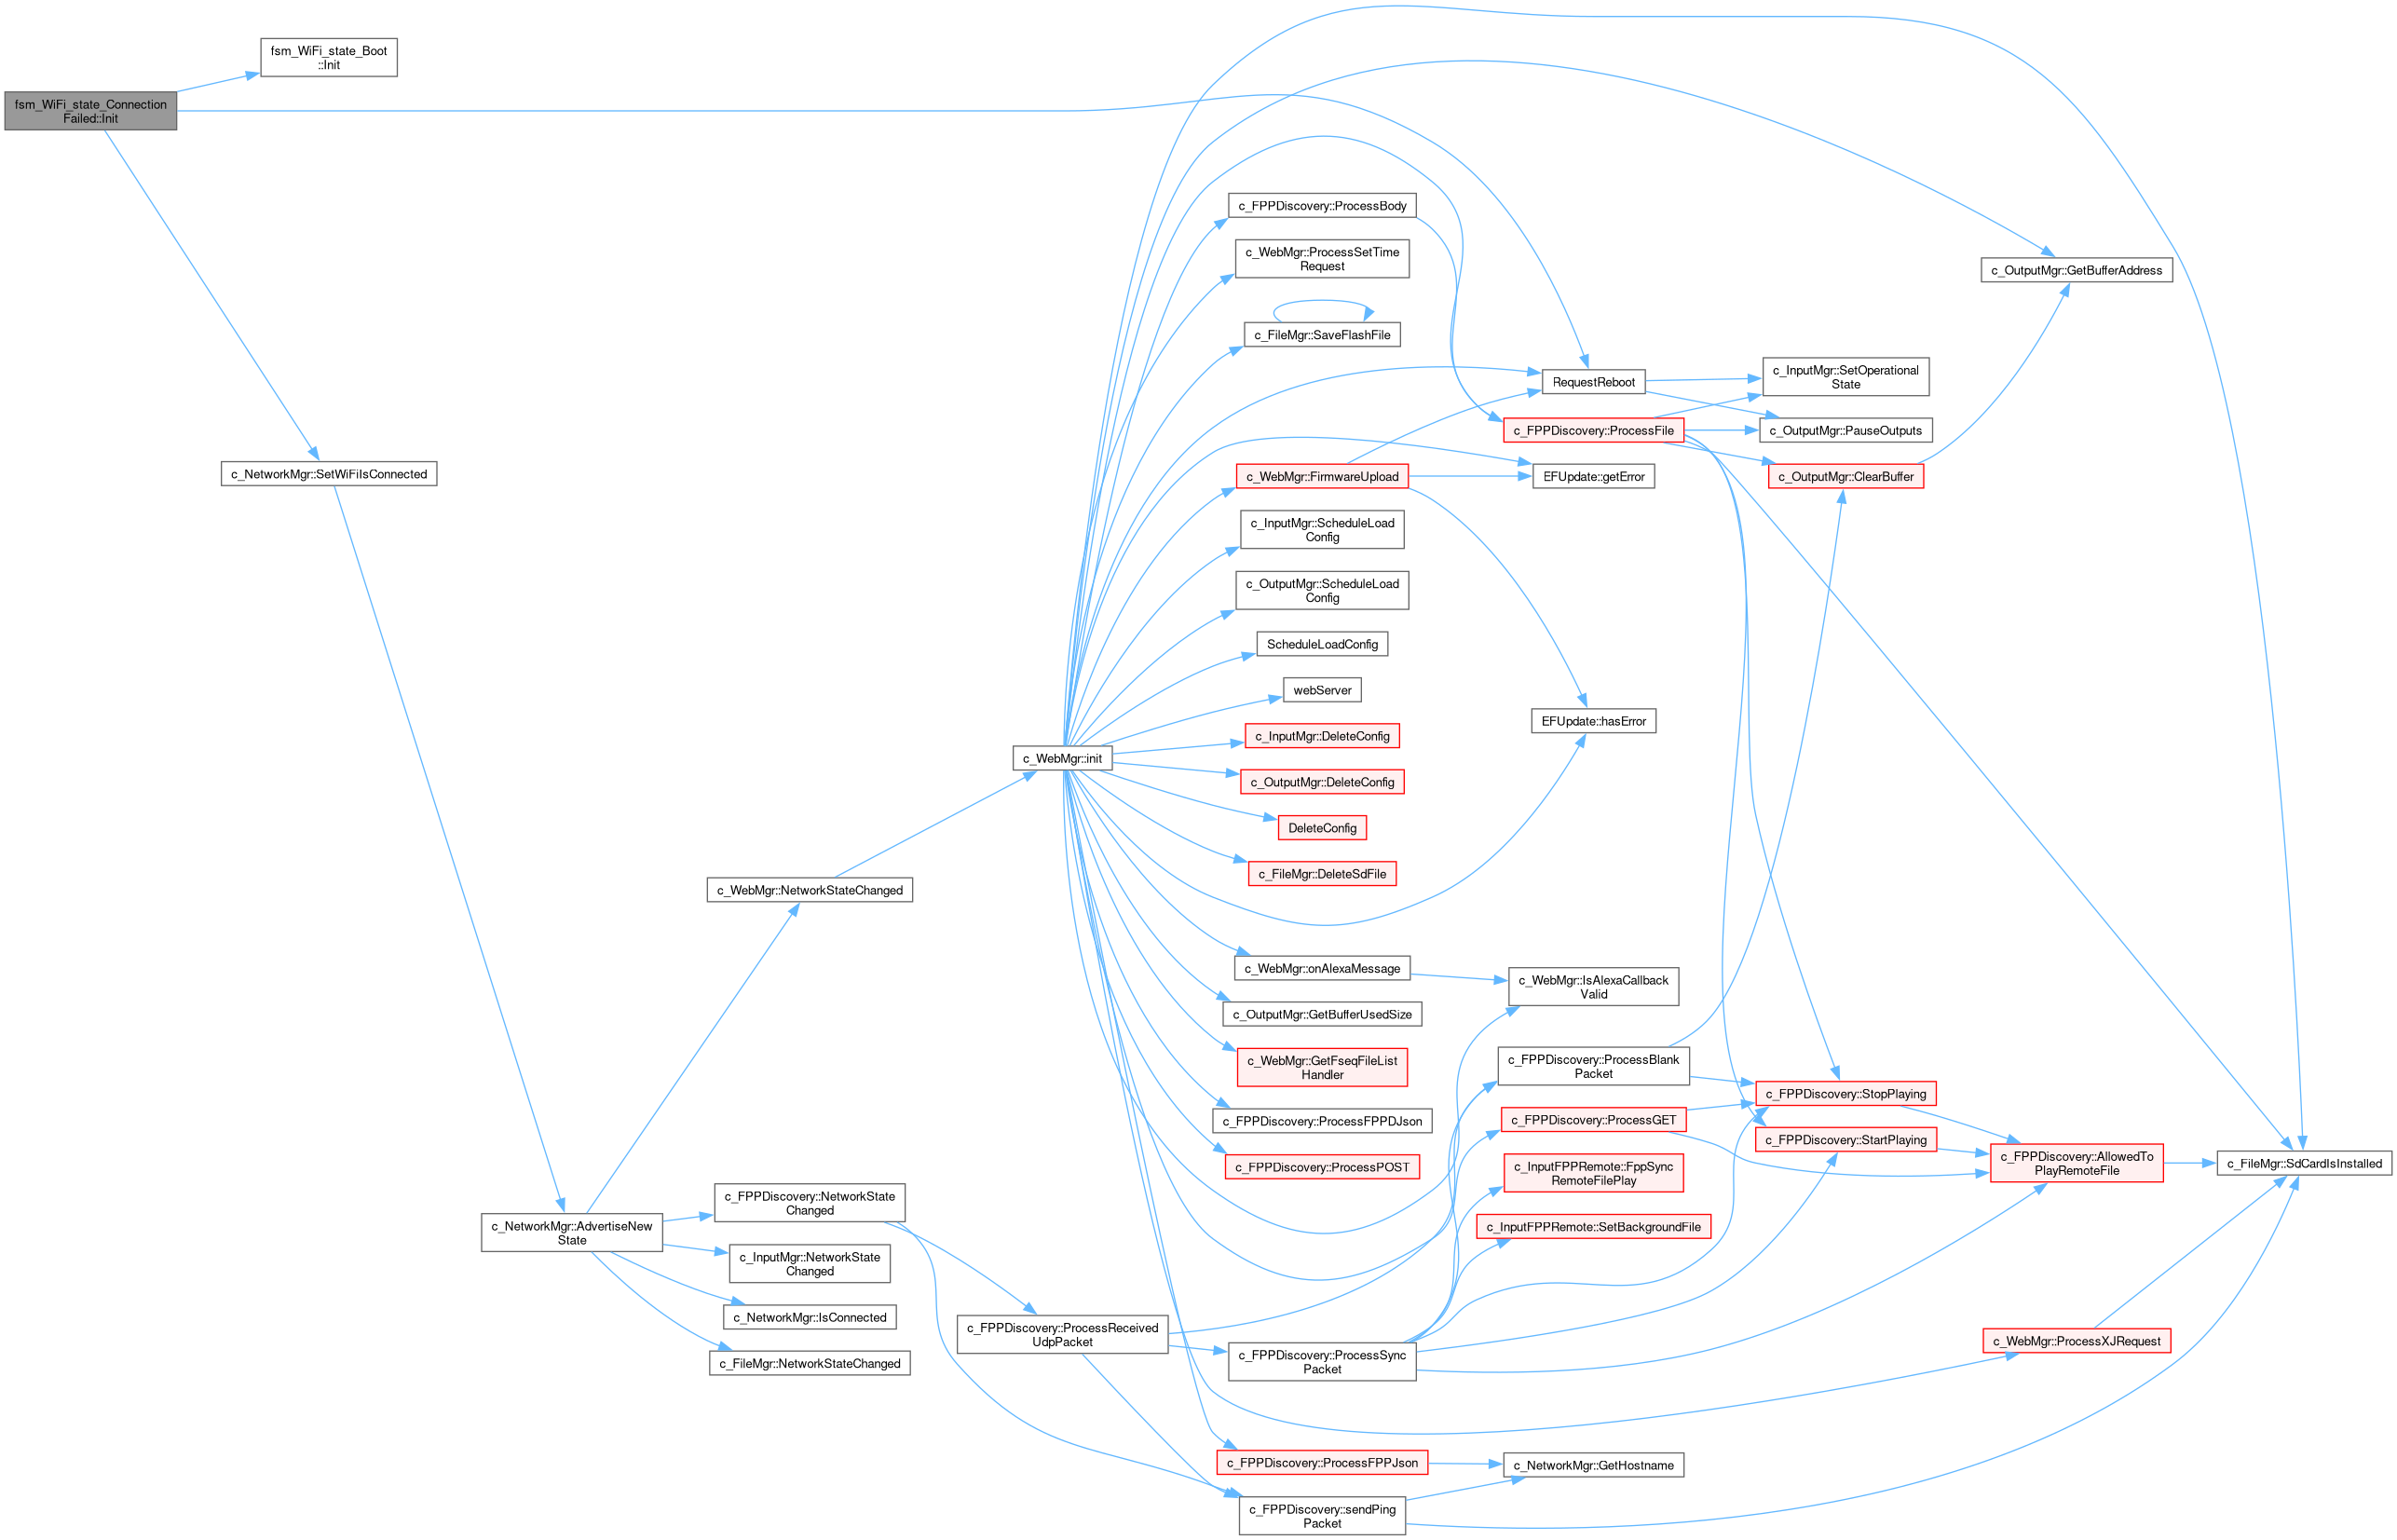 fsm_WiFi_state_Boot
::Init
fsm_WiFi_state_Connection
Failed::Init
c_NetworkMgr::SetWiFiIsConnected
c_NetworkMgr::AdvertiseNew
State
c_WebMgr::NetworkStateChanged
c_FPPDiscovery::NetworkState
Changed
c_InputMgr::NetworkState
Changed
c_NetworkMgr::IsConnected
c_FileMgr::NetworkStateChanged
c_WebMgr::init
c_FPPDiscovery::ProcessReceived
UdpPacket
c_FPPDiscovery::ProcessBody
c_WebMgr::ProcessSetTime
Request
c_FileMgr::SaveFlashFile
c_WebMgr::FirmwareUpload
c_InputMgr::ScheduleLoad
Config
c_OutputMgr::ScheduleLoad
Config
ScheduleLoadConfig
webServer
c_InputMgr::DeleteConfig
c_OutputMgr::DeleteConfig
DeleteConfig
c_FileMgr::DeleteSdFile
c_WebMgr::onAlexaMessage
c_OutputMgr::GetBufferUsedSize
c_WebMgr::GetFseqFileList
Handler
c_FPPDiscovery::ProcessFPPDJson
c_FPPDiscovery::ProcessPOST
c_FPPDiscovery::ProcessSync
Packet
c_FPPDiscovery::ProcessFPPJson
c_FPPDiscovery::sendPing
Packet
RequestReboot
c_FPPDiscovery::ProcessFile
EFUpdate::getError
EFUpdate::hasError
c_WebMgr::IsAlexaCallback
Valid
c_FPPDiscovery::ProcessBlank
Packet
c_FPPDiscovery::ProcessGET
c_InputFPPRemote::FppSync
RemoteFilePlay
c_InputFPPRemote::SetBackgroundFile
c_NetworkMgr::GetHostname
c_InputMgr::SetOperational
State
c_OutputMgr::PauseOutputs
c_OutputMgr::ClearBuffer
c_FPPDiscovery::StopPlaying
c_FPPDiscovery::StartPlaying
c_OutputMgr::GetBufferAddress
c_FPPDiscovery::AllowedTo
PlayRemoteFile
c_WebMgr::ProcessXJRequest
c_FileMgr::SdCardIsInstalled